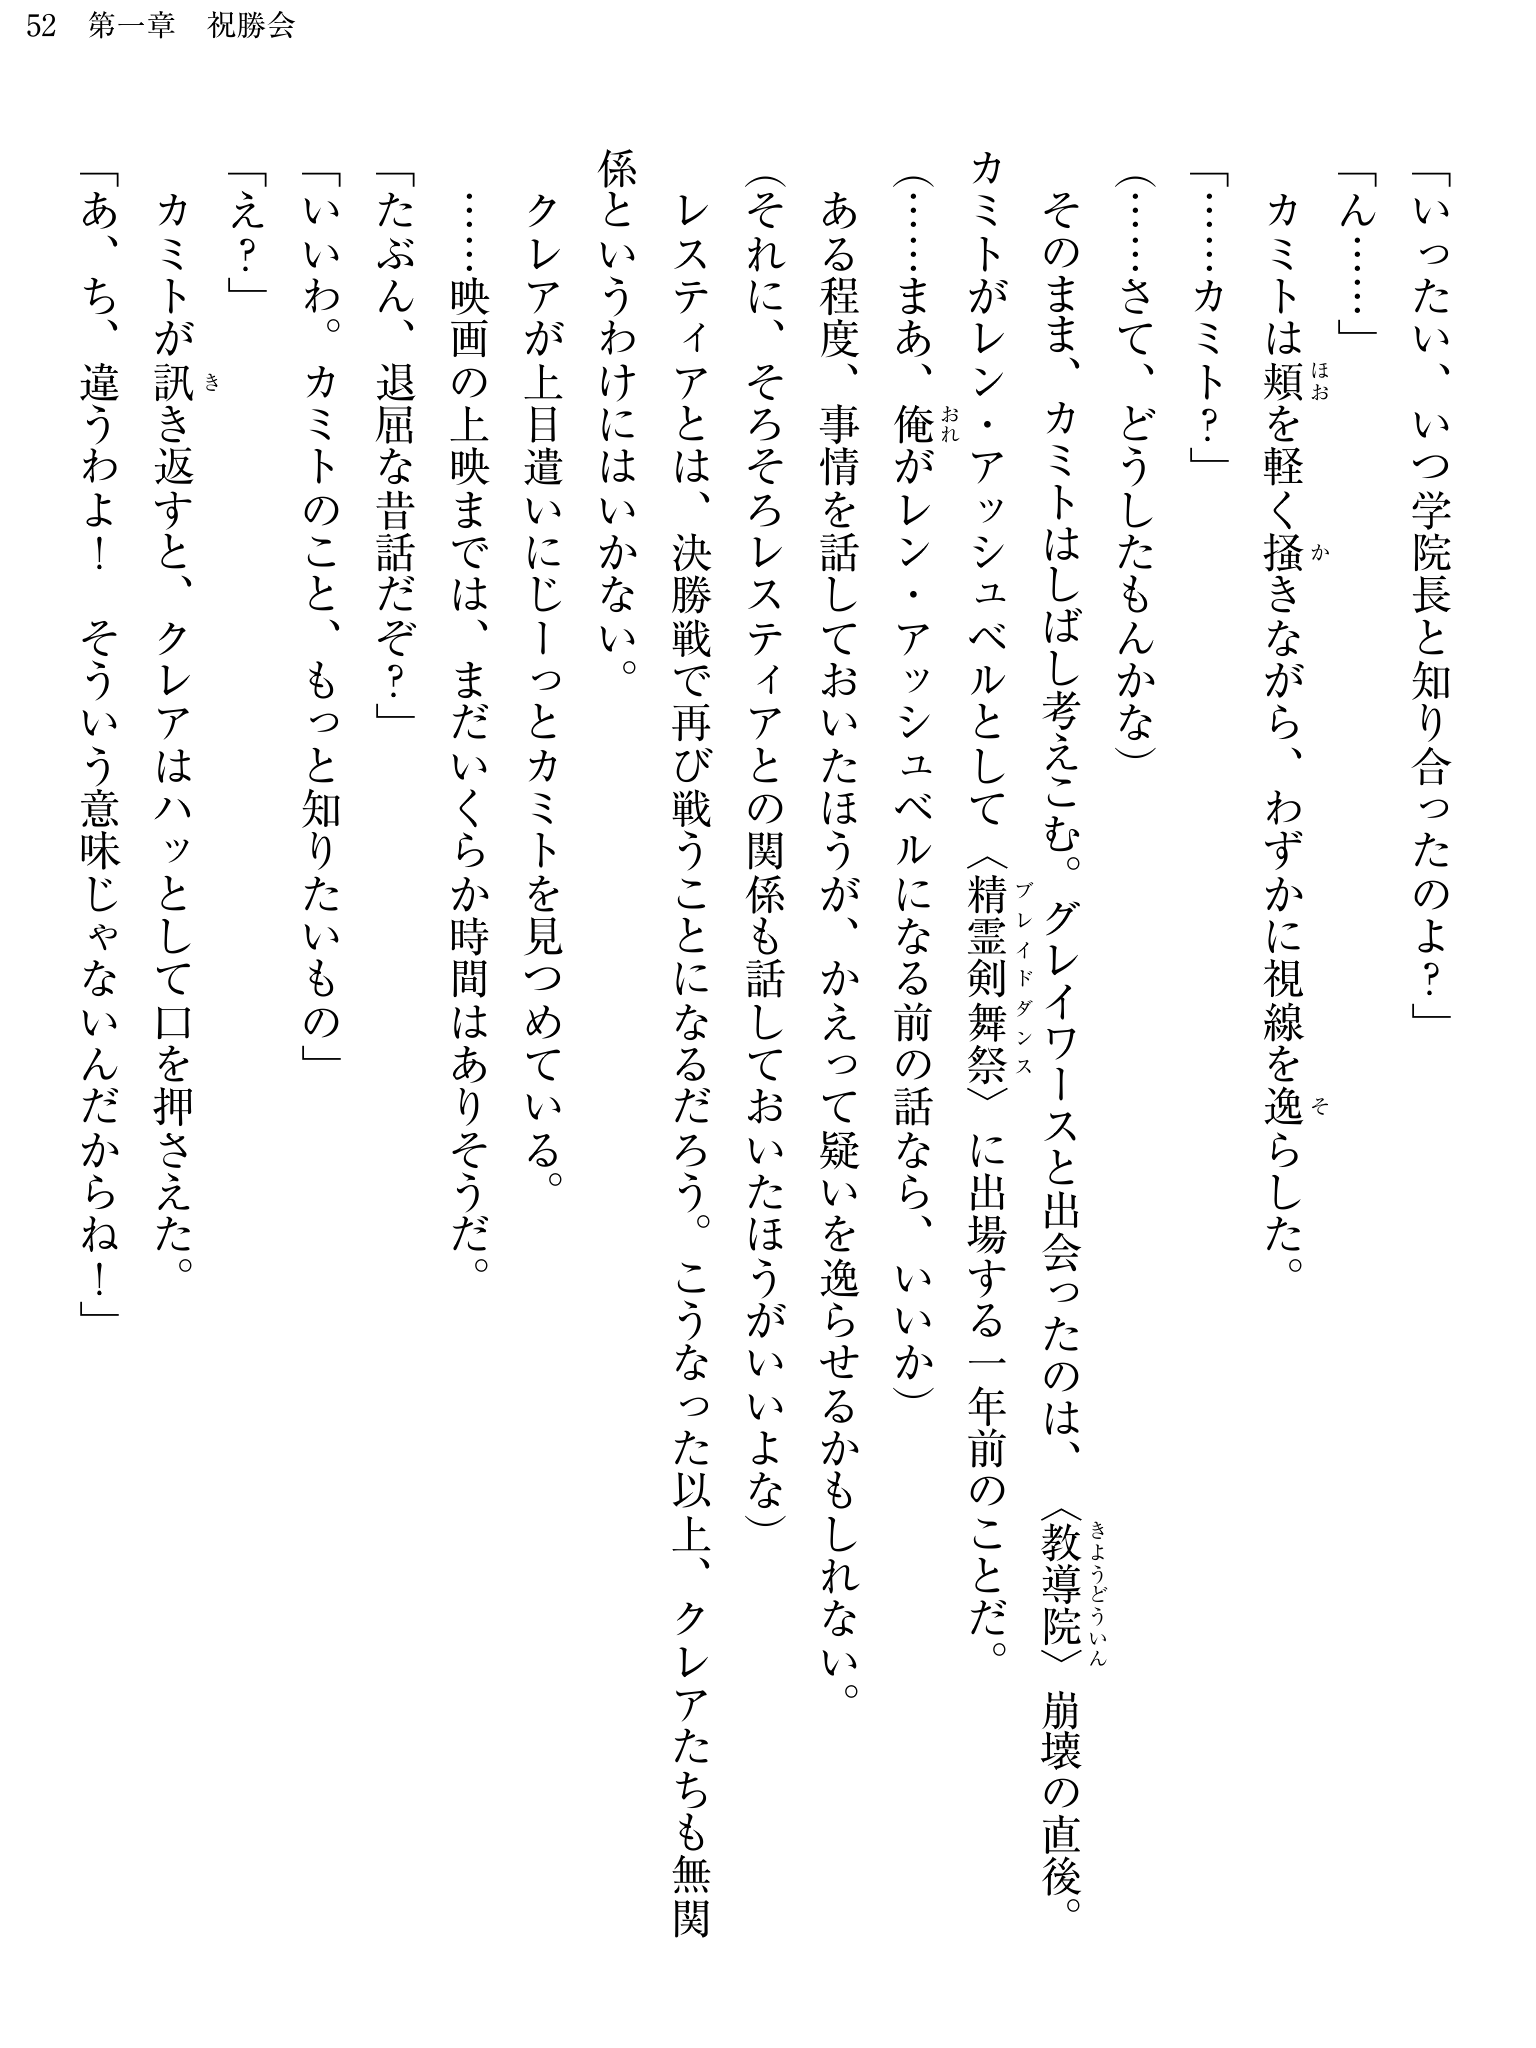 52　第一章　祝勝会
「いったい、いつ学院長と知り合ったのよ？」
「ん……」
カミトは頬を軽く掻きながら、わずかに視線を逸らした。
「……カミト？」
（……さて、どうしたもんかな）
そのまま、カミトはしばし考えこむ。グレイワースと出会ったのは、〈教導院〉崩壊の直後。
カミトがレン・アッシュベルとして〈精霊剣舞祭〉に出場する一年前のことだ。
（……まあ、俺がレン・アッシュベルになる前の話なら、いいか）
ある程度、事情を話しておいたほうが、かえって疑いを逸らせるかもしれない。
（それに、そろそろレスティアとの関係も話しておいたほうがいいよな）
レスティアとは、決勝戦で再び戦うことになるだろう。こうなった以上、クレアたちも無関
係というわけにはいかない。
クレアが上目遣いにじーっとカミトを見つめている。
……映画の上映までは、まだいくらか時間はありそうだ。
「たぶん、退屈な昔話だぞ？」
「いいわ。カミトのこと、もっと知りたいもの」
「え？」
カミトが訊き返すと、クレアはハッとして口を押さえた。
「あ、ち、違うわよ！　そういう意味じゃないんだからね！」